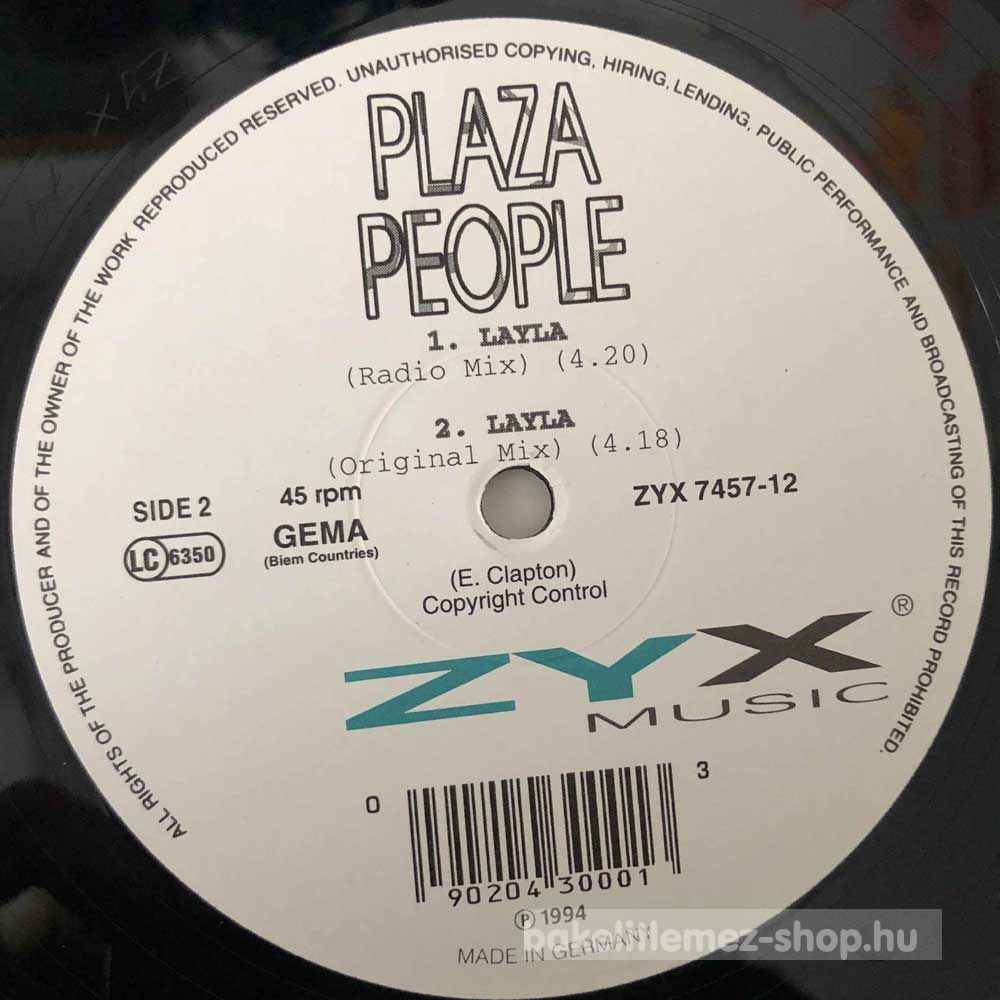 ALL RIGHTS OF THE PRODUCER AND OF THE OWNER OF THE WORK REPRODUCED RESERVED. UNAUTHORISED COPYING, HIRING, LENDING, PUBLIC PERFORMANCE AND BROADCASTING OF THIS RECORD PROHIBITED.
PLAZA
PEOPLE
1. LAYLA
(Radio Mix) (4.20)
2. LAYLA
(Original Mix) (4.18)
SIDE 2
45 rpm
ZYX 7457-12
LC 6350
GEMA
(Biem Countries)
(E. Clapton)
Copyright Control
ZYX ®
MUSIC
0 90204 30001 3
℗ 1994
MADE IN GERMANY
bakelitlemez-shop.hu